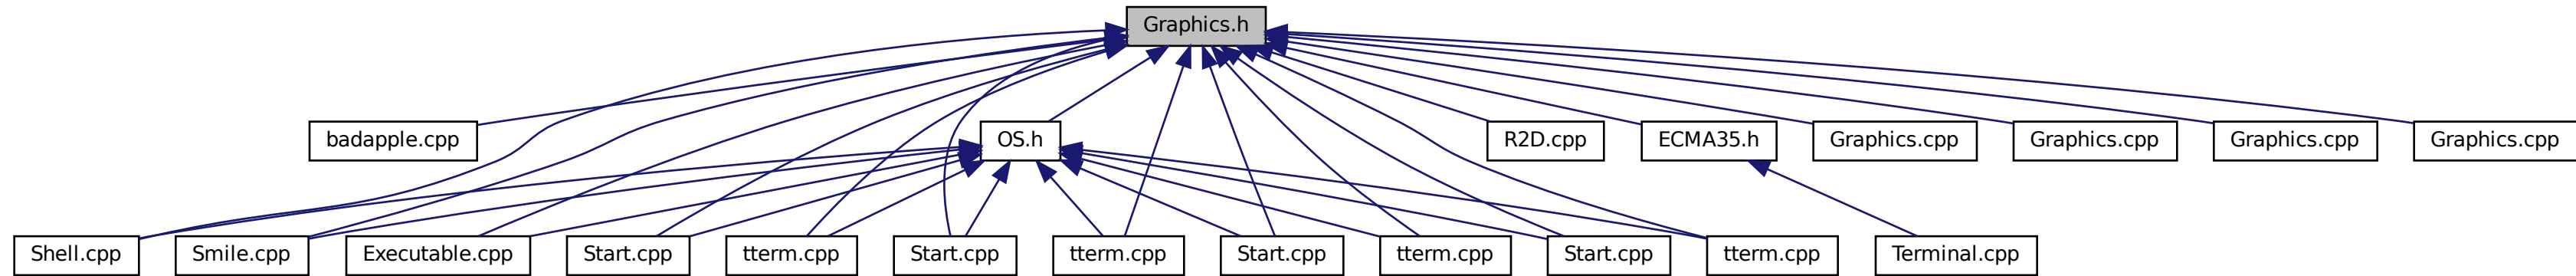 Graphics.h
badapple.cpp
OS.h
R2D.cpp
ECMA35.h
Graphics.cpp
Graphics.cpp
Graphics.cpp
Graphics.cpp
Shell.cpp
Smile.cpp
Executable.cpp
Start.cpp
tterm.cpp
Start.cpp
tterm.cpp
Start.cpp
tterm.cpp
Start.cpp
tterm.cpp
Terminal.cpp